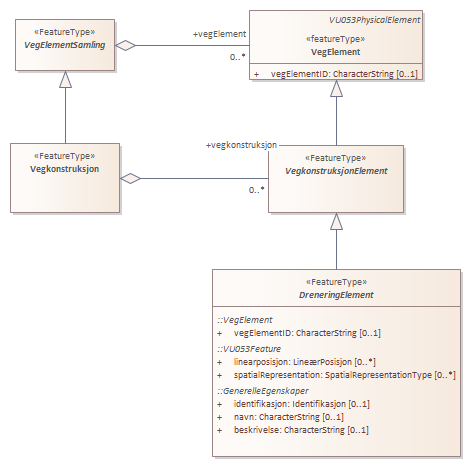 «FeatureType»
VegElementSamling
+vegElement
0..*
VU053PhysicalElement
«featureType»
VegElement
+ vegElementID: CharacterString [0..1]
«FeatureType»
Vegkonstruksjon
+vegkonstruksjon
0..*
«FeatureType»
VegkonstruksjonElement
«FeatureType»
DreneringElement
::VegElement
+ vegElementID: CharacterString [0..1]
::VU053Feature
+ linearposisjon: LineærPosisjon [0..*]
+ spatialRepresentation: SpatialRepresentationType [0..*]
::GenerelleEgenskaper
+ identifikasjon: Identifikasjon [0..1]
+ navn: CharacterString [0..1]
+ beskrivelse: CharacterString [0..1]